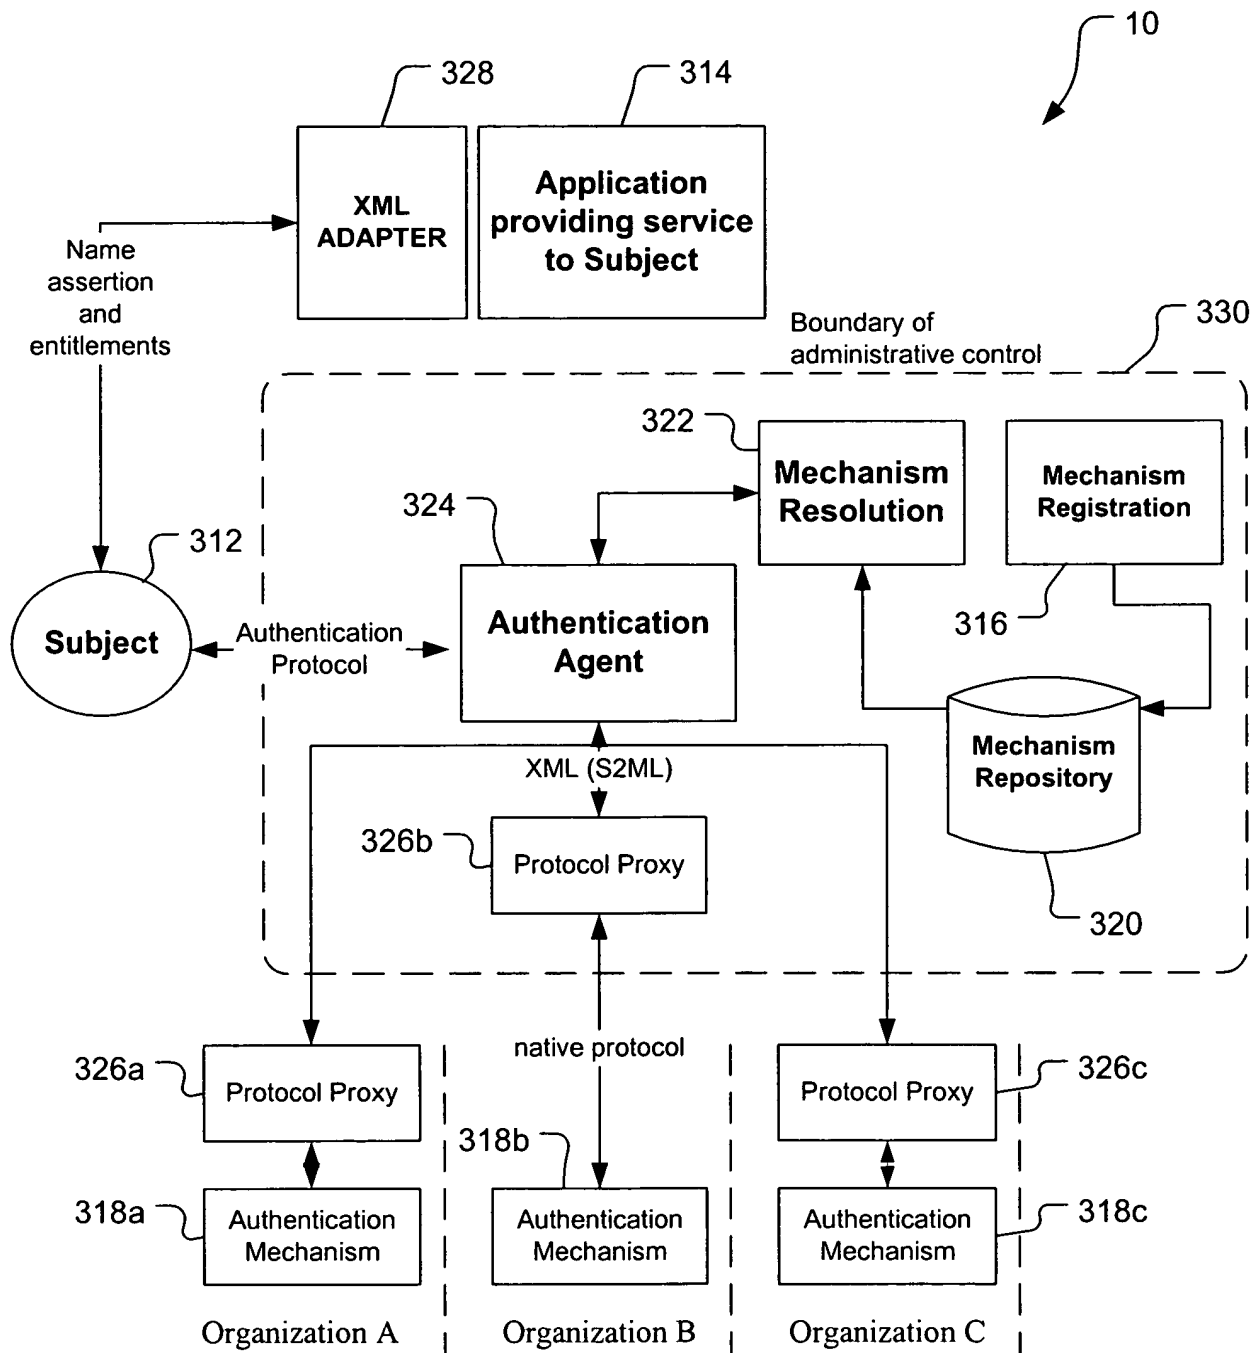 10
328
314
XML
ADAPTER
Application
providing service
to Subject
Name
assertion
and
entitlements
Boundary of
administrative control
330
322
Mechanism
Resolution
Mechanism
Registration
324
312
316
Subject
Authentication
Protocol
Authentication
Agent
Mechanism
Repository
XML (S2ML)
326b
Protocol Proxy
320
native protocol
326a
Protocol Proxy
Protocol Proxy
326c
318b
318a
Authentication
Mechanism
Authentication
Mechanism
Authentication
Mechanism
318c
Organization A
Organization B
Organization C